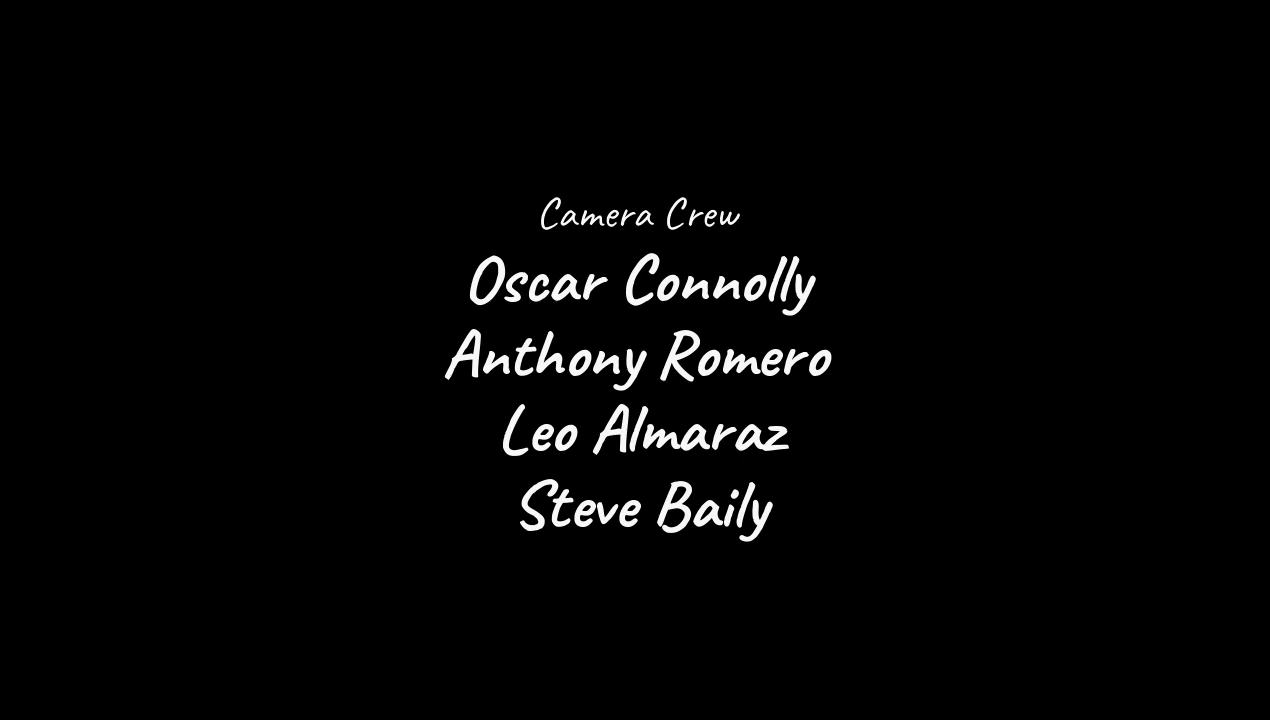 Camera Crew
Oscar Connolly
Anthony Romero
Leo Almaraz
Steve Baily